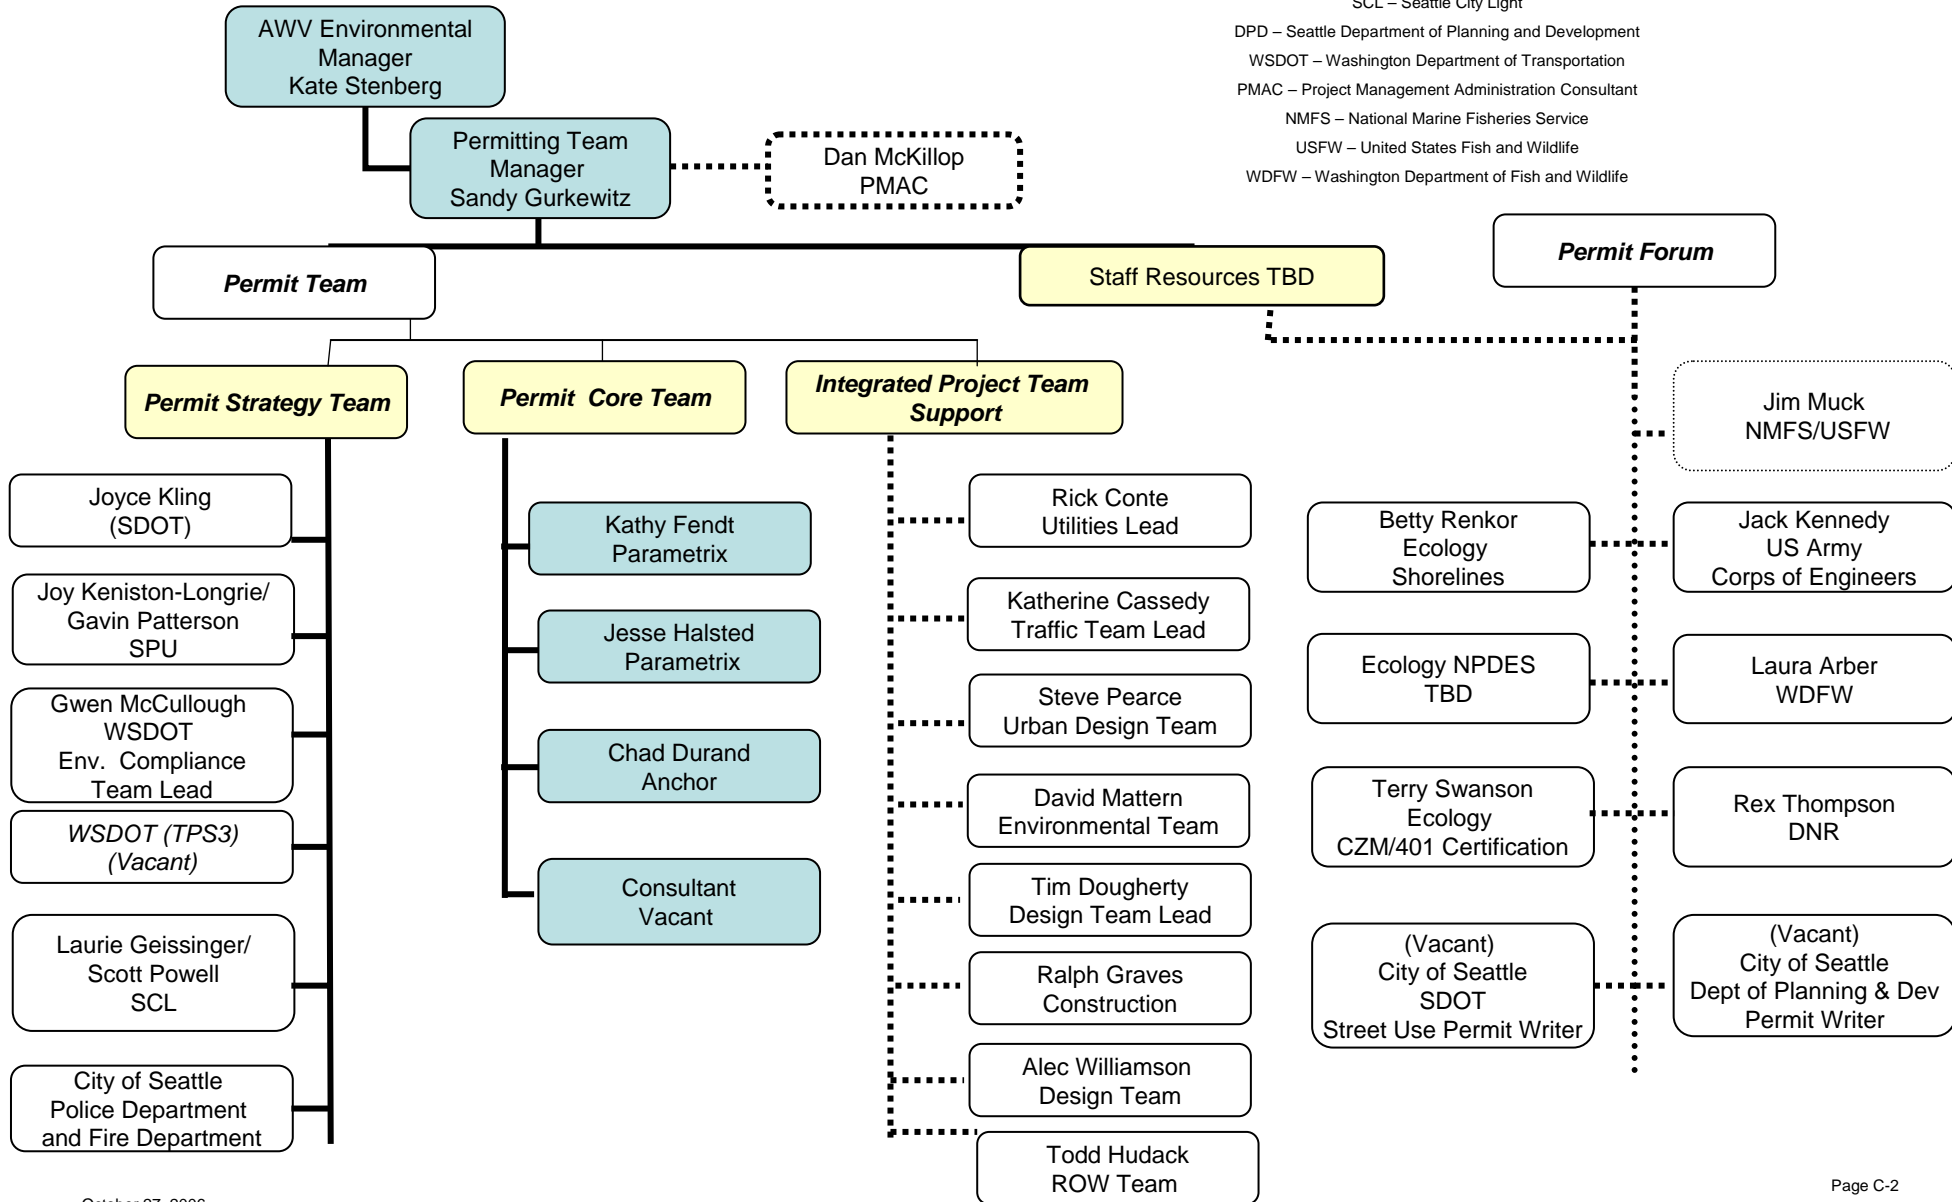 SCL – Seattle City Light
DPD – Seattle Department of Planning and Development
WSDOT – Washington Department of Transportation
PMAC – Project Management Administration Consultant
NMFS – National Marine Fisheries Service
USFW – United States Fish and Wildlife
WDFW – Washington Department of Fish and Wildlife
AWV Environmental
Manager
Kate Stenberg
Permitting Team
Manager
Sandy Gurkewitz
Dan McKillop
PMAC
Permit Team
Staff Resources TBD
Permit Forum
Permit Strategy Team
Permit Core Team
Integrated Project Team
Support
Joyce Kling
(SDOT)
Joy Keniston-Longrie/
Gavin Patterson
SPU
Gwen McCullough
WSDOT
Env. Compliance
Team Lead
WSDOT (TPS3)
(Vacant)
Laurie Geissinger/
Scott Powell
SCL
City of Seattle
Police Department
and Fire Department
Kathy Fendt
Parametrix
Jesse Halsted
Parametrix
Chad Durand
Anchor
Consultant
Vacant
Rick Conte
Utilities Lead
Katherine Cassedy
Traffic Team Lead
Steve Pearce
Urban Design Team
David Mattern
Environmental Team
Tim Dougherty
Design Team Lead
Ralph Graves
Construction
Alec Williamson
Design Team
Todd Hudack
ROW Team
Jim Muck
NMFS/USFW
Betty Renkor
Ecology
Shorelines
Jack Kennedy
US Army
Corps of Engineers
Ecology NPDES
TBD
Laura Arber
WDFW
Terry Swanson
Ecology
CZM/401 Certification
Rex Thompson
DNR
(Vacant)
City of Seattle
SDOT
Street Use Permit Writer
(Vacant)
City of Seattle
Dept of Planning & Dev
Permit Writer
October 27, 2006
Page C-2